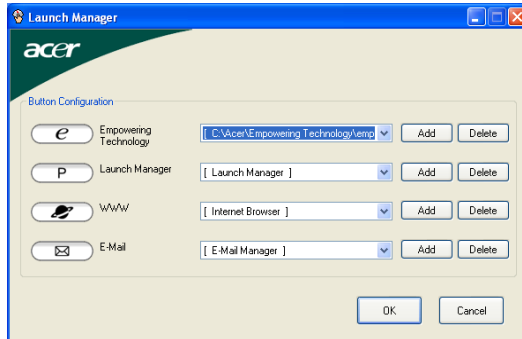 Launch Manager
acer
Button Configuration
e Empowering Technology [ C:\Acer\Empowering Technology\emp Add Delete
P Launch Manager [ Launch Manager ] Add Delete
WWW [ Internet Browser ] Add Delete
E-Mail [ E-Mail Manager ] Add Delete
OK Cancel